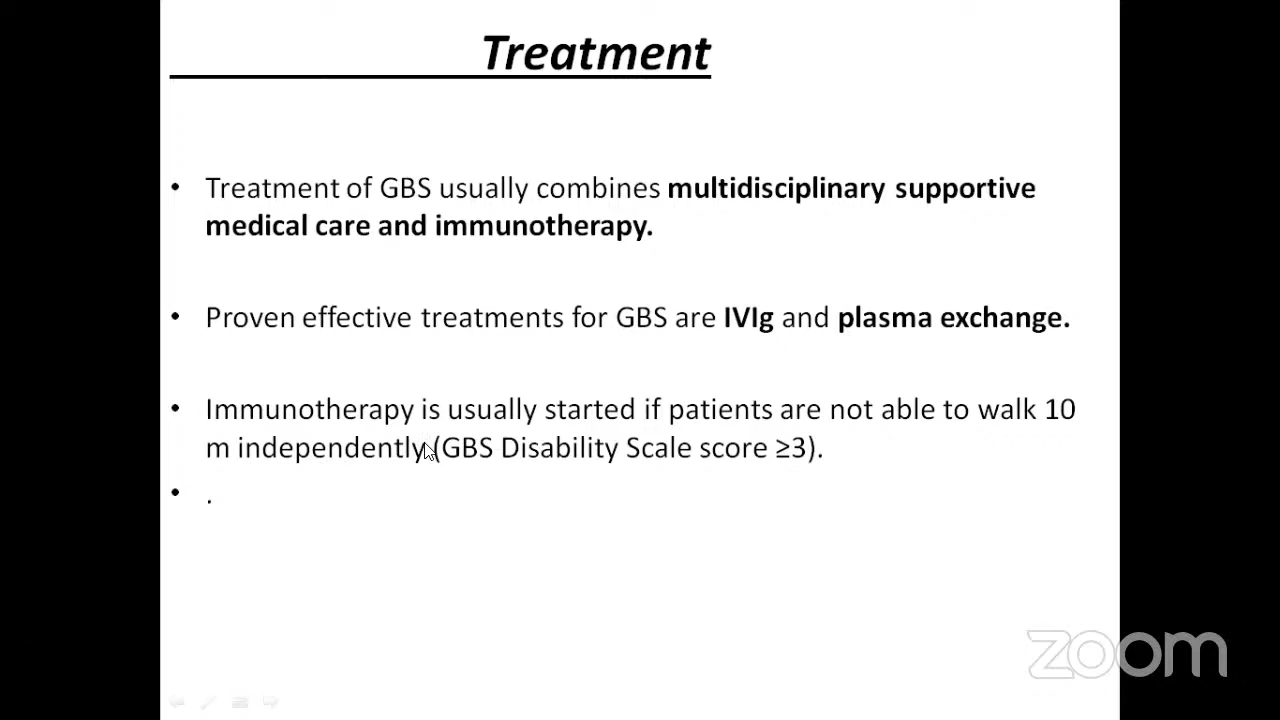 Treatment
• Treatment of GBS usually combines multidisciplinary supportive
medical care and immunotherapy.
• Proven effective treatments for GBS are IVIg and plasma exchange.
• Immunotherapy is usually started if patients are not able to walk 10
m independently (GBS Disability Scale score ≥3).
• .
zoom